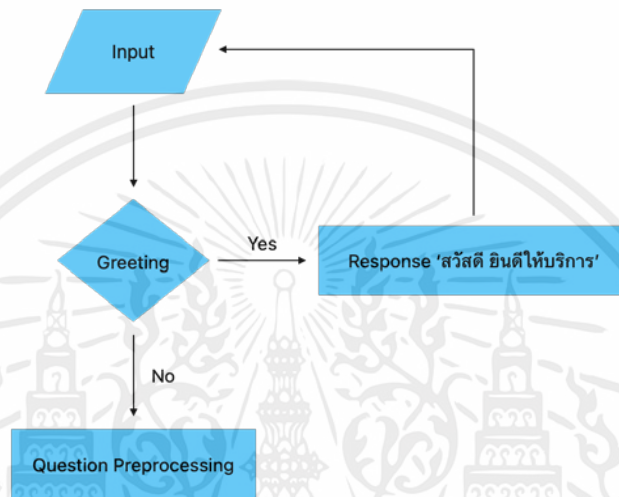 Input
Greeting
Yes
Response ‘สวัสดี ยินดีให้บริการ’
No
Question Preprocessing